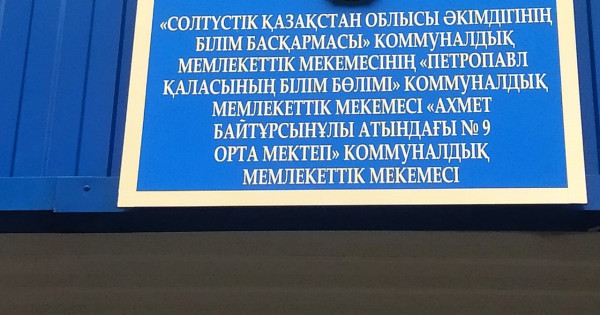 «СОЛТҮСТІК ҚАЗАҚСТАН ОБЛЫСЫ ӘКІМДІГІНІҢ
БІЛІМ БАСҚАРМАСЫ» КОММУНАЛДЫҚ
МЕМЛЕКЕТТІК МЕКЕМЕСІНІҢ «ПЕТРОПАВЛ
ҚАЛАСЫНЫҢ БІЛІМ БӨЛІМІ» КОММУНАЛДЫҚ
МЕМЛЕКЕТТІК МЕКЕМЕСІ «АХМЕТ
БАЙТҰРСЫНҰЛЫ АТЫНДАҒЫ № 9
ОРТА МЕКТЕП» КОММУНАЛДЫҚ
МЕМЛЕКЕТТІК МЕКЕМЕСІ